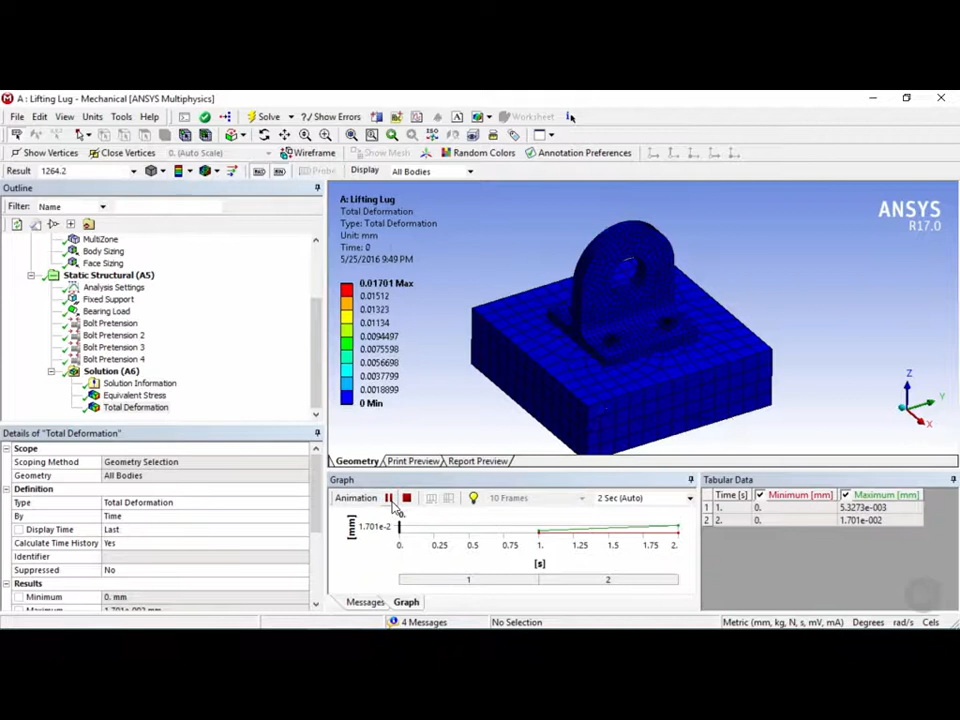 A : Lifting Lug - Mechanical [ANSYS Multiphysics]
File Edit View Units Tools Help Solve ?/ Show Errors Worksheet
Show Vertices Close Vertices 0. (Auto Scale) Wireframe Show Mesh Random Colors Annotation Preferences
Result 1264.2 Probe Display All Bodies
Outline
Filter: Name
MultiZone
Body Sizing
Face Sizing
Static Structural (A5)
Analysis Settings
Fixed Support
Bearing Load
Bolt Pretension
Bolt Pretension 2
Bolt Pretension 3
Bolt Pretension 4
Solution (A6)
Solution Information
Equivalent Stress
Total Deformation
Details of "Total Deformation"
Scope
Scoping Method Geometry Selection
Geometry All Bodies
Definition
Type Total Deformation
By Time
Display Time Last
Calculate Time History Yes
Identifier
Suppressed No
Results
Minimum 0. mm
A: Lifting Lug
Total Deformation
Type: Total Deformation
Unit: mm
Time: 0
5/25/2016 9:49 PM
0.01701 Max
0.01512
0.01323
0.01134
0.0094497
0.0075598
0.0056698
0.0037799
0.0018899
0 Min
ANSYS
R17.0
Z
Y
X
Geometry Print Preview Report Preview
Graph
Animation 10 Frames 2 Sec (Auto)
0.
1.701e-2
[mm]
0. 0.25 0.5 0.75 1. 1.25 1.5 1.75 2.
[s]
1 2
Messages Graph
Tabular Data
Time [s] Minimum [mm] Maximum [mm]
1 1. 0. 5.3273e-003
2 2. 0. 1.701e-002
4 Messages No Selection Metric (mm, kg, N, s, mV, mA) Degrees rad/s Cels